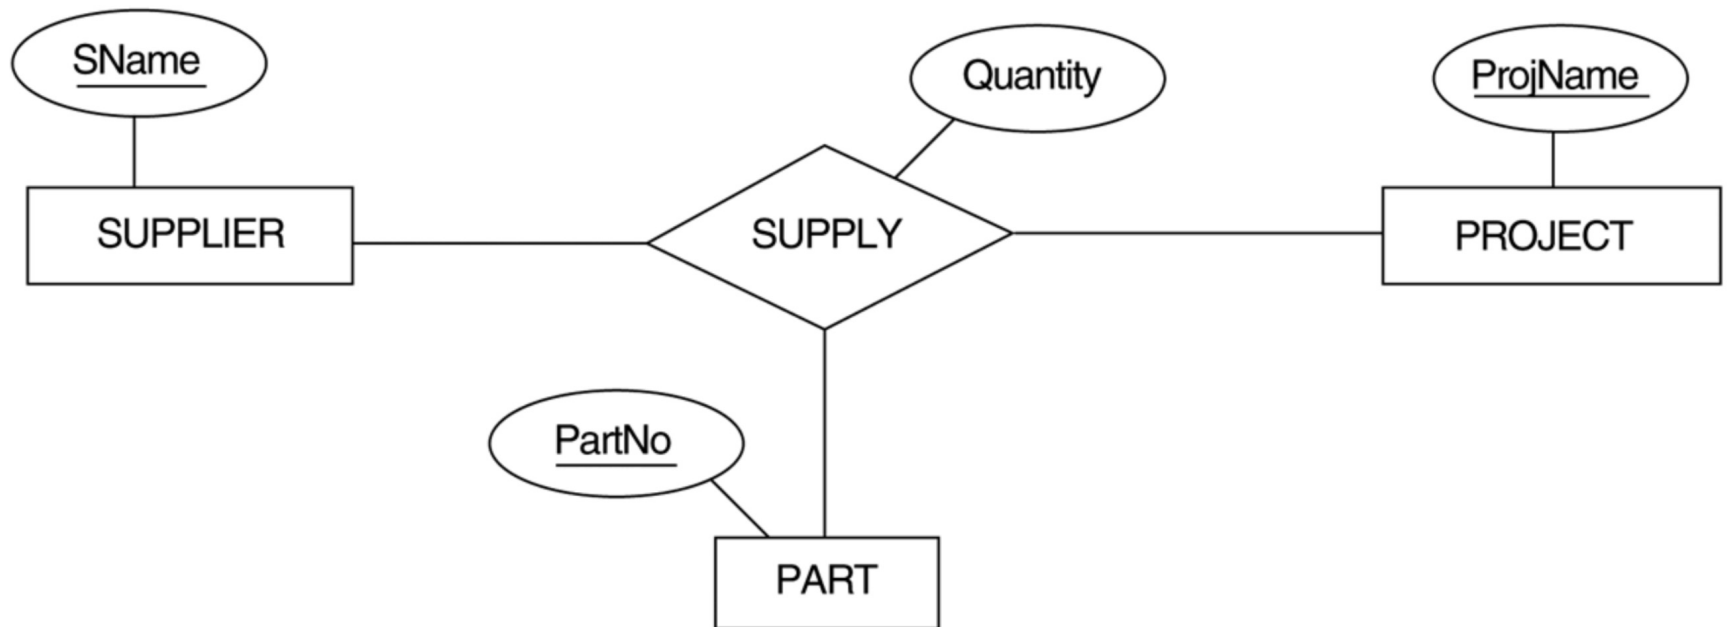 SName
Quantity
ProjName
SUPPLIER
SUPPLY
PROJECT
PartNo
PART